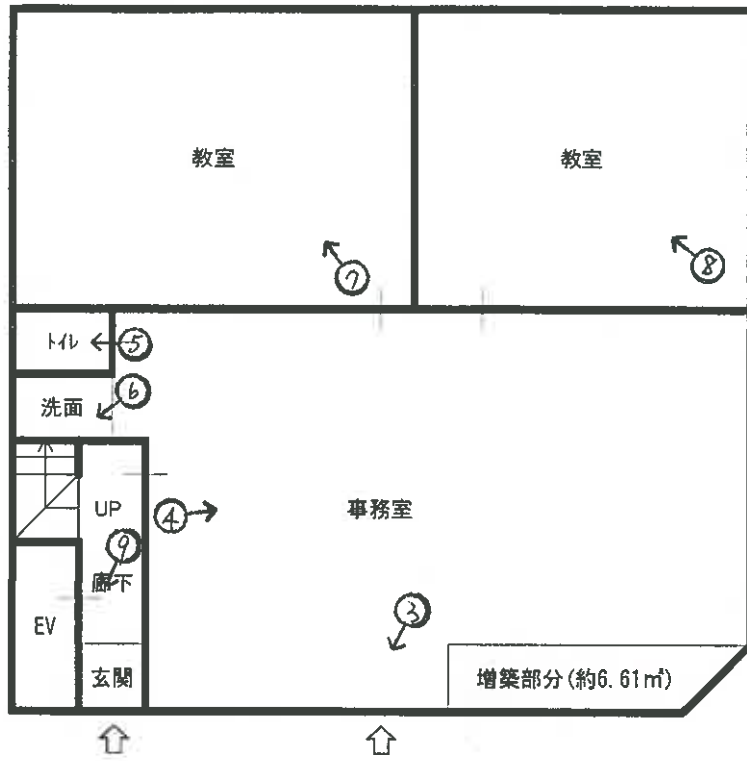 教室
教室
⑦
⑧
トイレ
⑤
⑥
洗面
UP
④
事務室
⑨
廊下
③
EV
玄関
増築部分(約6.61㎡)